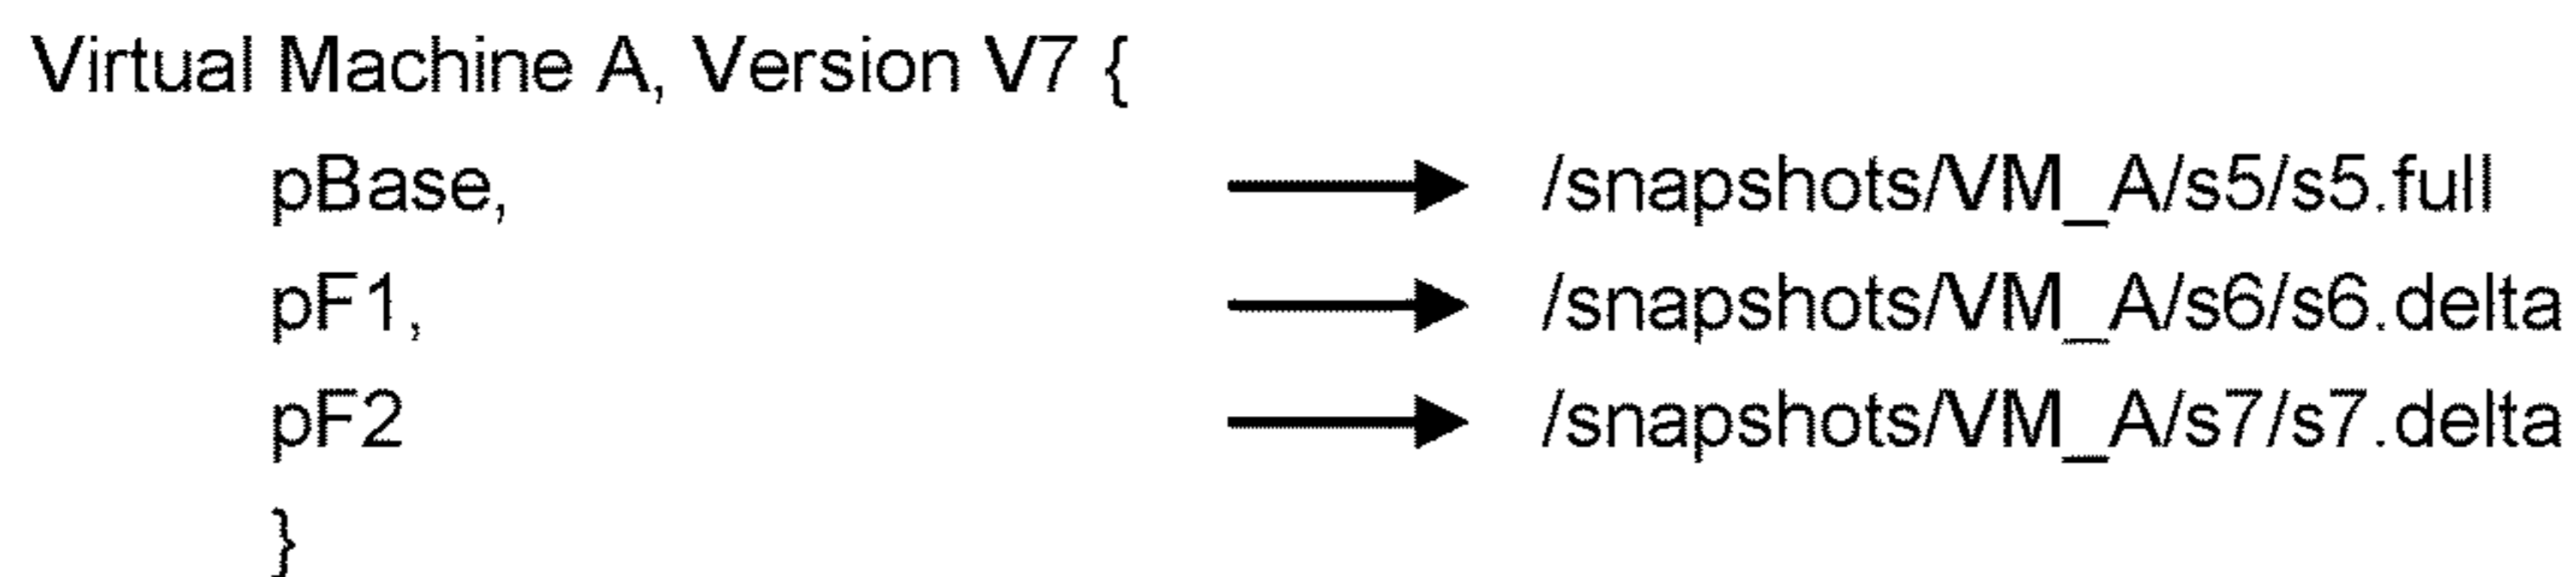 Virtual Machine A, Version V7 {
pBase, /snapshots/VM_A/s5/s5.full
pF1, /snapshots/VM_A/s6/s6.delta
pF2 /snapshots/VM_A/s7/s7.delta
}